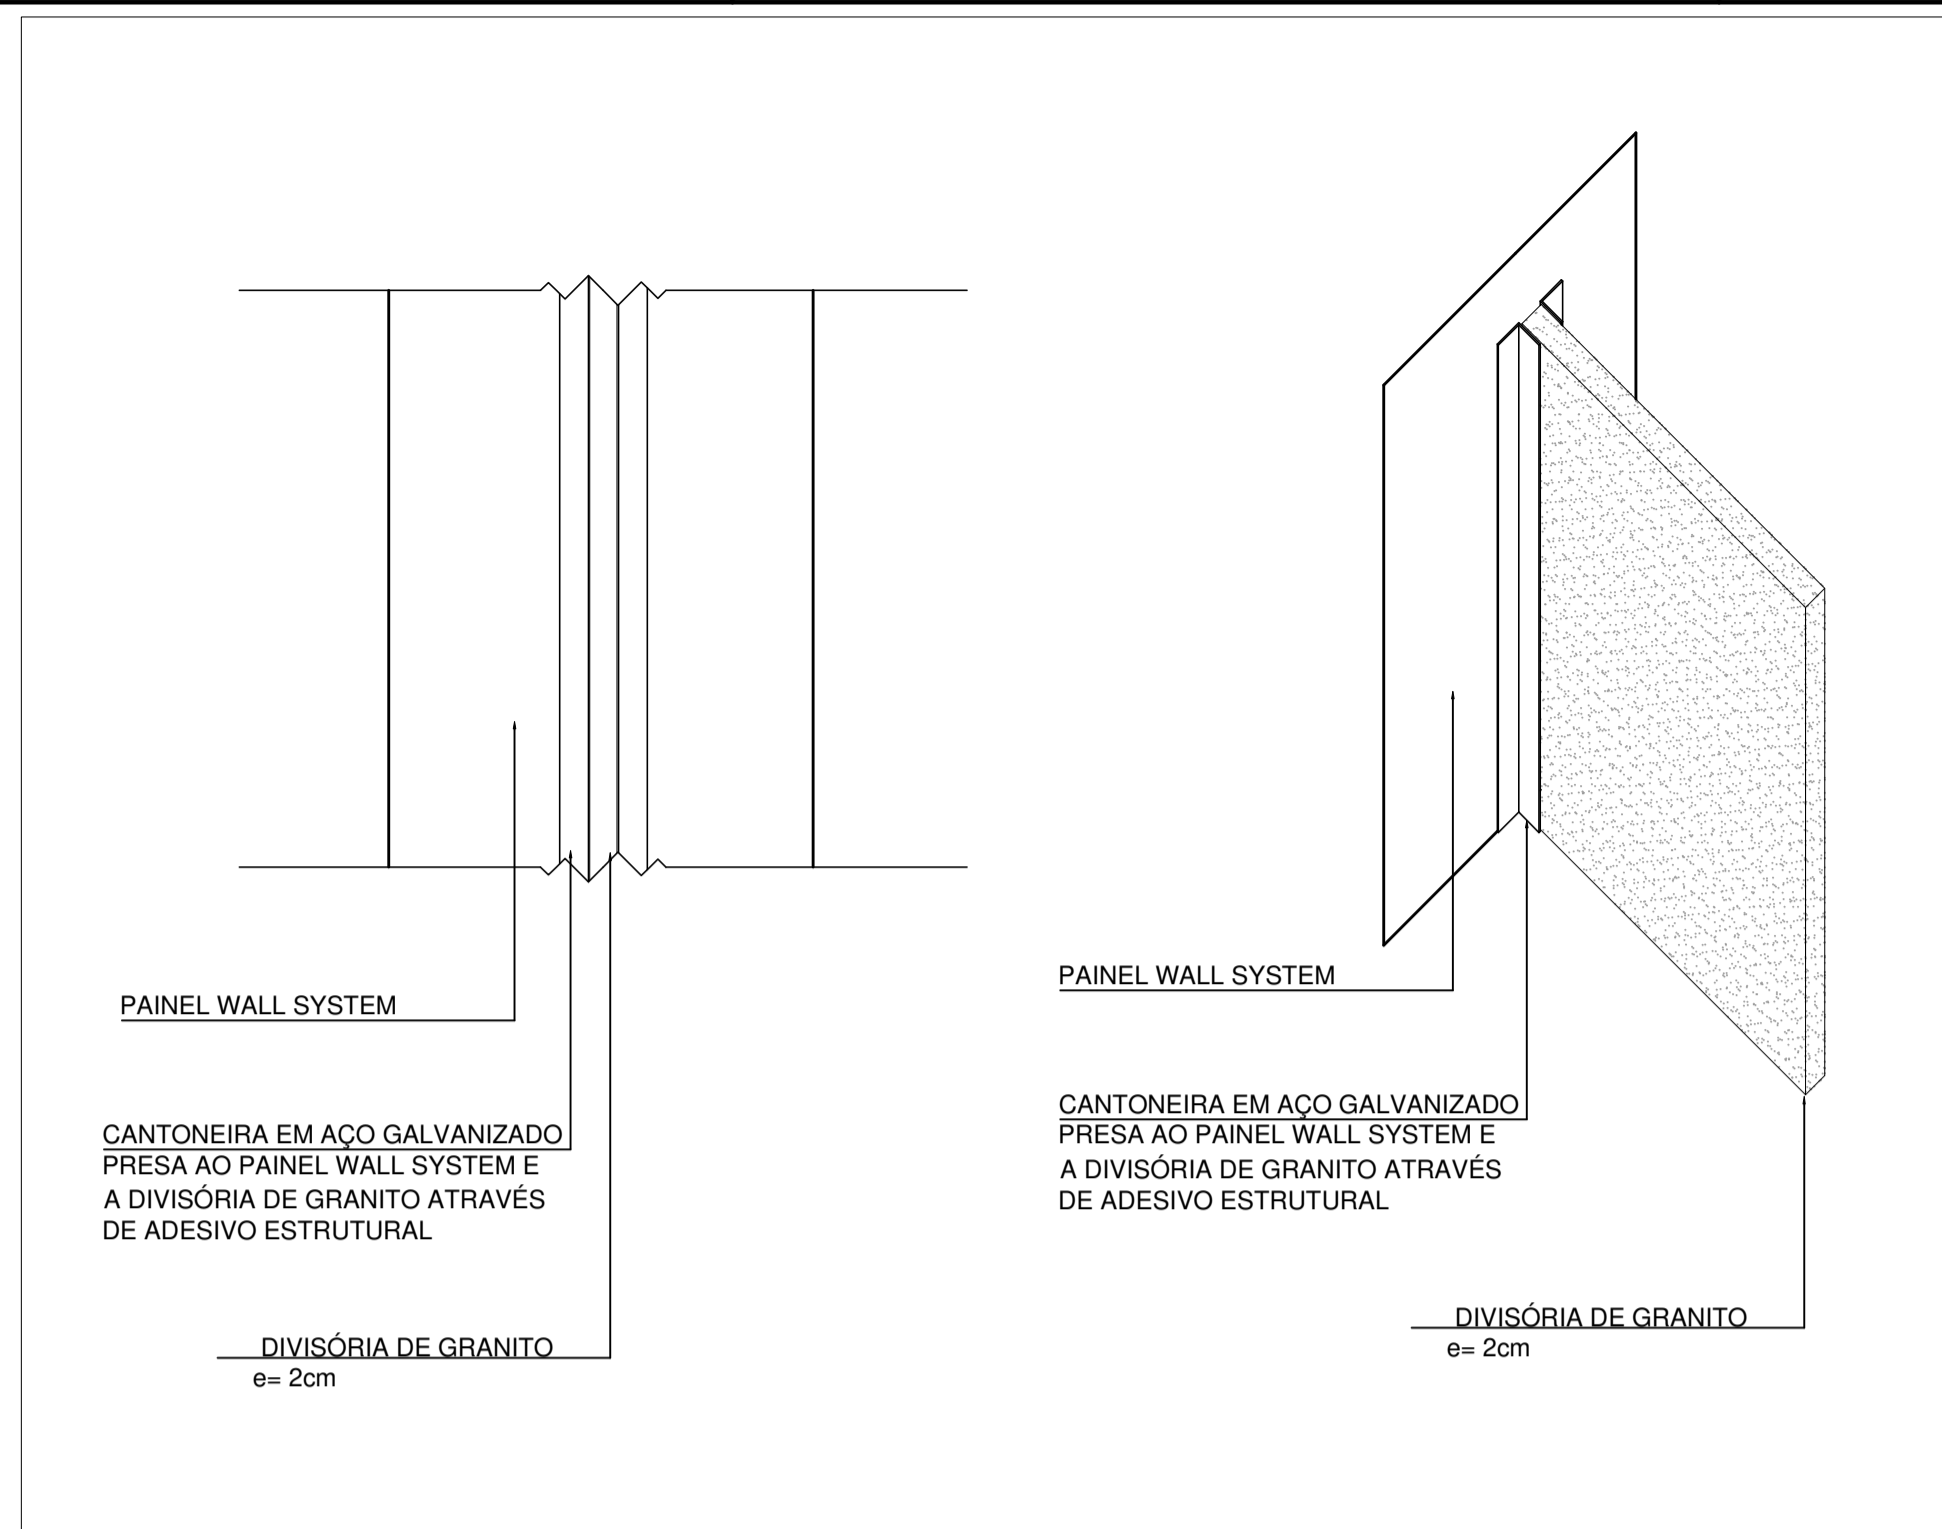 PAINEL WALL SYSTEM
CANTONEIRA EM AÇO GALVANIZADO
PRESA AO PAINEL WALL SYSTEM E
A DIVISÓRIA DE GRANITO ATRAVÉS
DE ADESIVO ESTRUTURAL
DIVISÓRIA DE GRANITO
e= 2cm
PAINEL WALL SYSTEM
CANTONEIRA EM AÇO GALVANIZADO
PRESA AO PAINEL WALL SYSTEM E
A DIVISÓRIA DE GRANITO ATRAVÉS
DE ADESIVO ESTRUTURAL
DIVISÓRIA DE GRANITO
e= 2cm